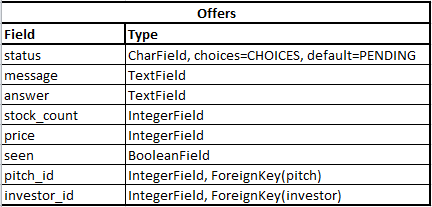 Offers
Field Type
status CharField, choices=CHOICES, default=PENDING
message TextField
answer TextField
stock_count IntegerField
price IntegerField
seen BooleanField
pitch_id IntegerField, ForeignKey(pitch)
investor_id IntegerField, ForeignKey(investor)